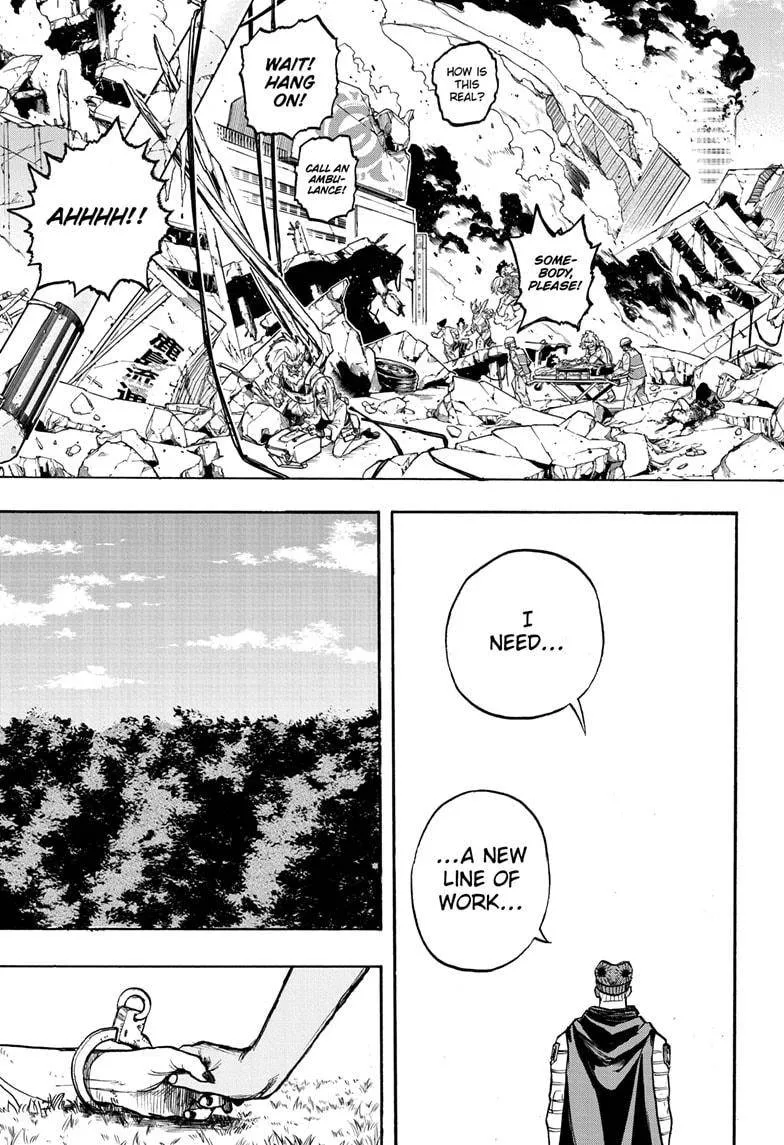 HOW IS
THIS
REAL?
WAIT!
HANG
ON!
CALL AN
AMBU-
LANCE!
SOME-
BODY,
PLEASE!
AHHHH!!
I
NEED...
...A NEW
LINE OF
WORK...